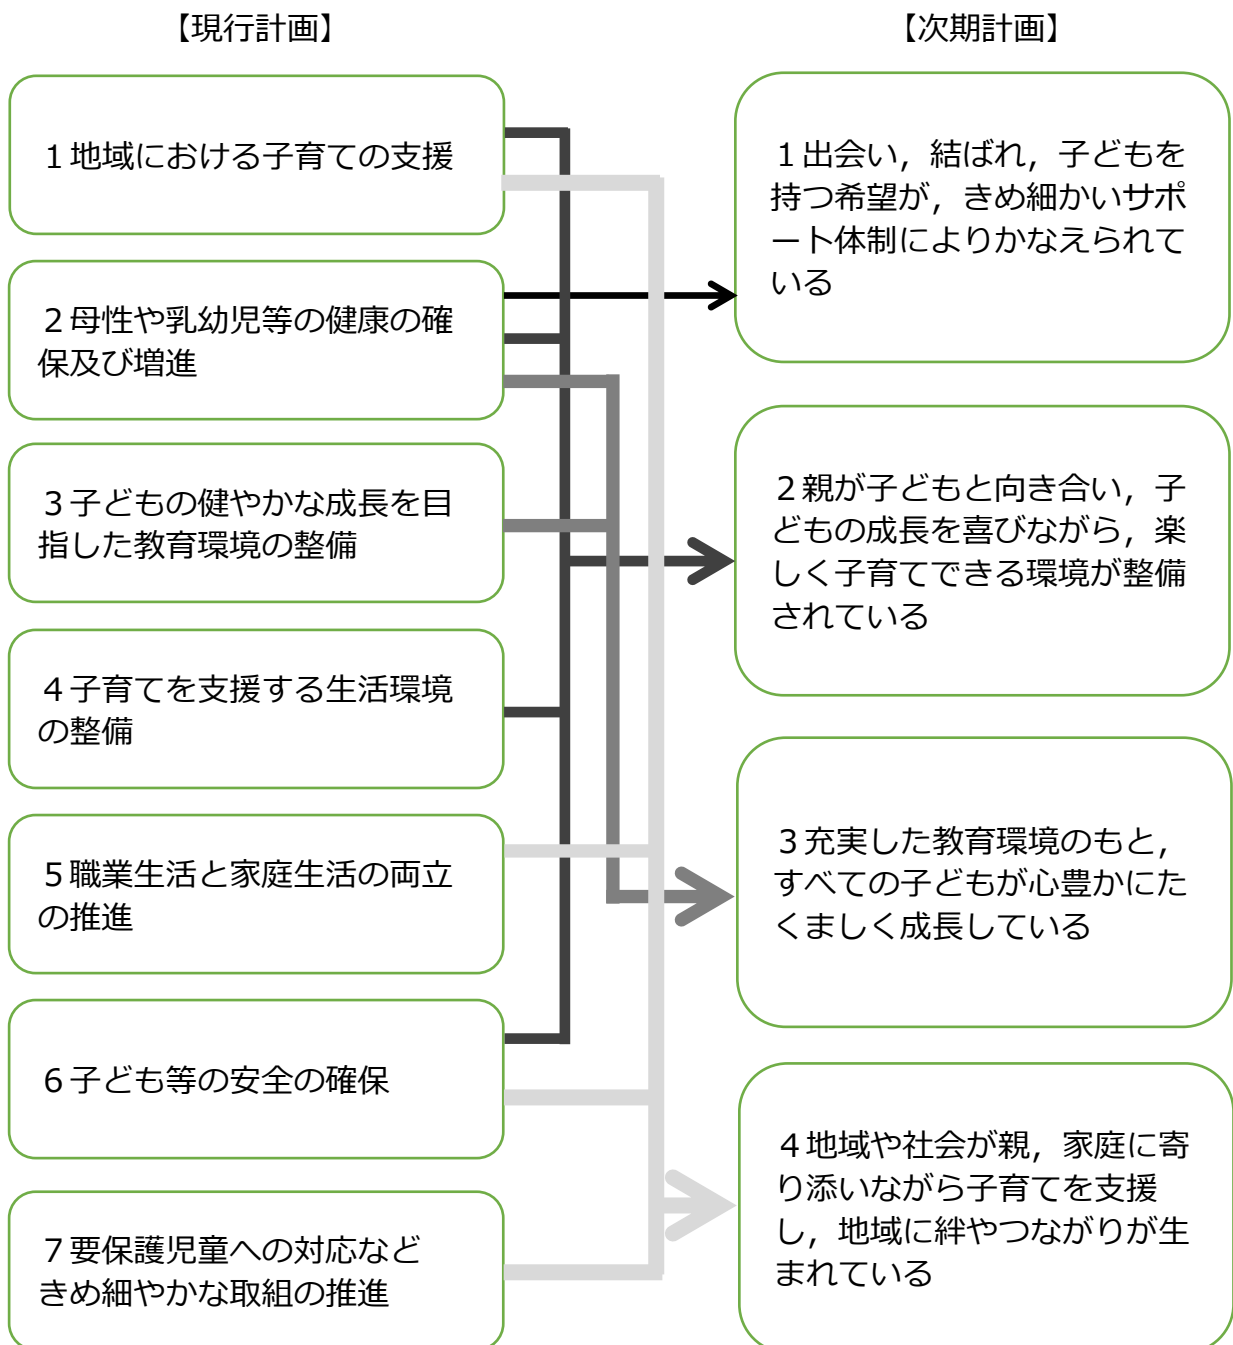 【現行計画】
【次期計画】
１地域における子育ての支援
２母性や乳幼児等の健康の確
保及び増進
３子どもの健やかな成長を目
指した教育環境の整備
４子育てを支援する生活環境
の整備
５職業生活と家庭生活の両立
の推進
６子ども等の安全の確保
７要保護児童への対応など
きめ細やかな取組の推進
１出会い，結ばれ，子どもを
持つ希望が，きめ細かいサポ
ート体制によりかなえられて
いる
２親が子どもと向き合い，子
どもの成長を喜びながら，楽
しく子育てできる環境が整備
されている
３充実した教育環境のもと，
すべての子どもが心豊かにた
くましく成長している
４地域や社会が親，家庭に寄
り添いながら子育てを支援
し，地域に絆やつながりが生
まれている